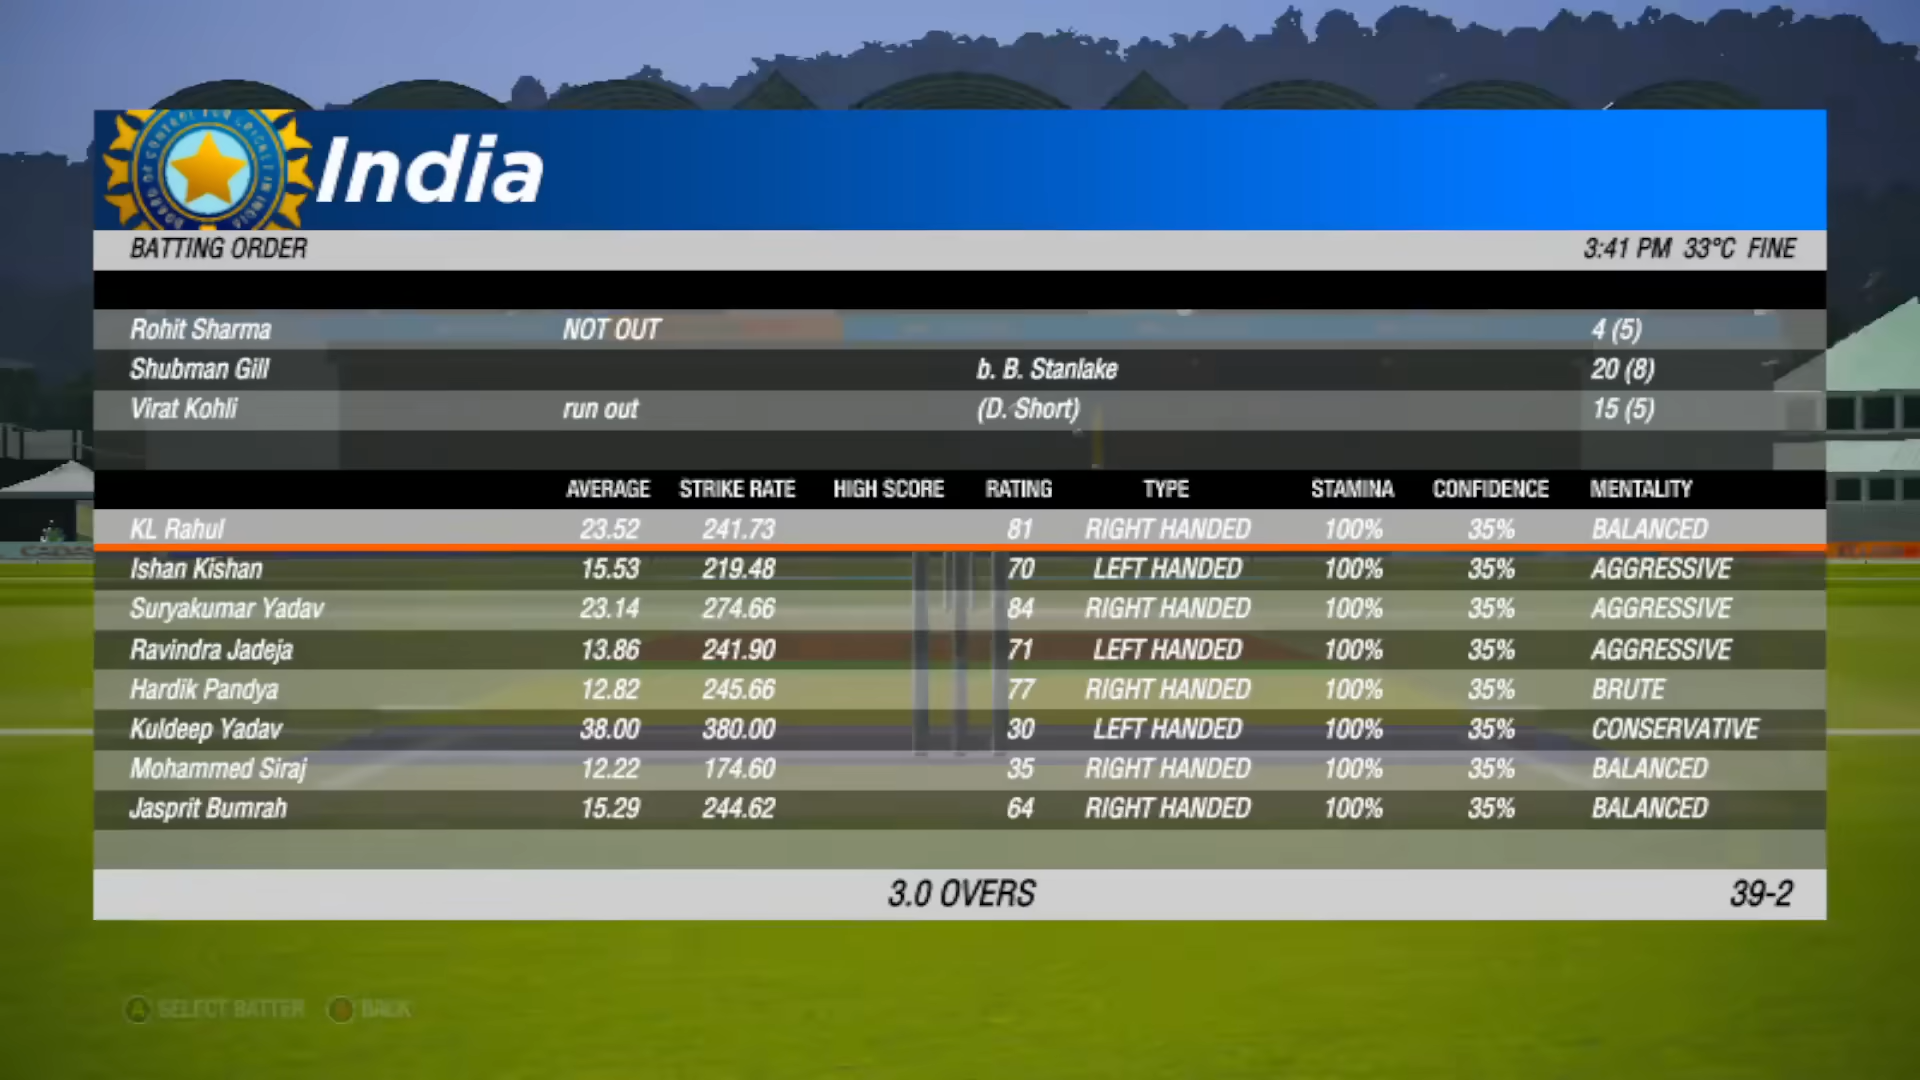 India
BATTING ORDER 3:41 PM 33°C FINE
Rohit Sharma NOT OUT 4 (5)
Shubman Gill b. B. Stanlake 20 (8)
Virat Kohli run out (D. Short) 15 (5)
AVERAGE STRIKE RATE HIGH SCORE RATING TYPE STAMINA CONFIDENCE MENTALITY
KL Rahul 23.52 241.73 81 RIGHT HANDED 100% 35% BALANCED
Ishan Kishan 15.53 219.48 70 LEFT HANDED 100% 35% AGGRESSIVE
Suryakumar Yadav 23.14 274.66 84 RIGHT HANDED 100% 35% AGGRESSIVE
Ravindra Jadeja 13.86 241.90 71 LEFT HANDED 100% 35% AGGRESSIVE
Hardik Pandya 12.82 245.66 77 RIGHT HANDED 100% 35% BRUTE
Kuldeep Yadav 38.00 380.00 30 LEFT HANDED 100% 35% CONSERVATIVE
Mohammed Siraj 12.22 174.60 35 RIGHT HANDED 100% 35% BALANCED
Jasprit Bumrah 15.29 244.62 64 RIGHT HANDED 100% 35% BALANCED
3.0 OVERS 39-2
A SELECT BATTER BACK